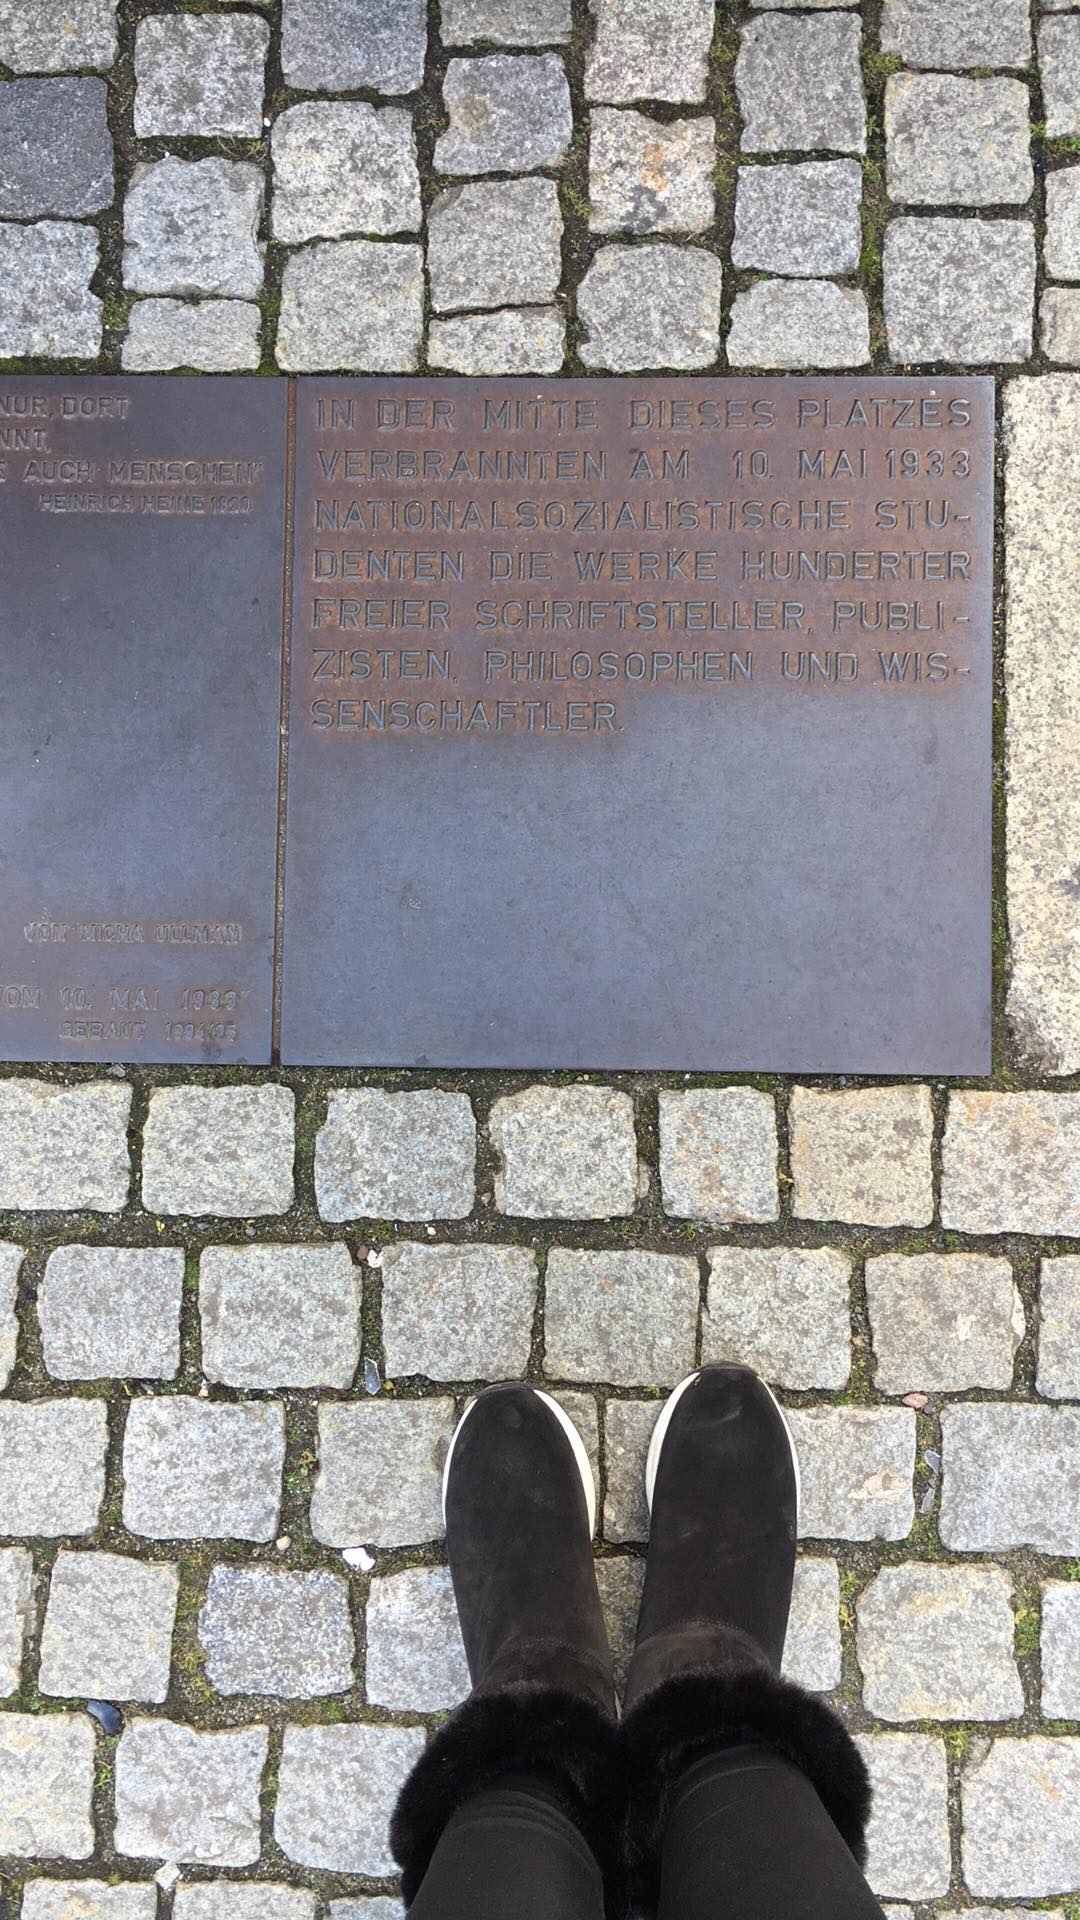 NUR, DORT
NNT,
E AUCH MENSCHEN"
HEINRICH HEINE 1820
VON MICHA ULLMAN
VOM 10. MAI 1933"
GEBAUT 1994/95
IN DER MITTE DIESES PLATZES
VERBRANNTEN AM 10. MAI 1933
NATIONALSOZIALISTISCHE STU-
DENTEN DIE WERKE HUNDERTER
FREIER SCHRIFTSTELLER, PUBLI-
ZISTEN, PHILOSOPHEN UND WIS-
SENSCHAFTLER.